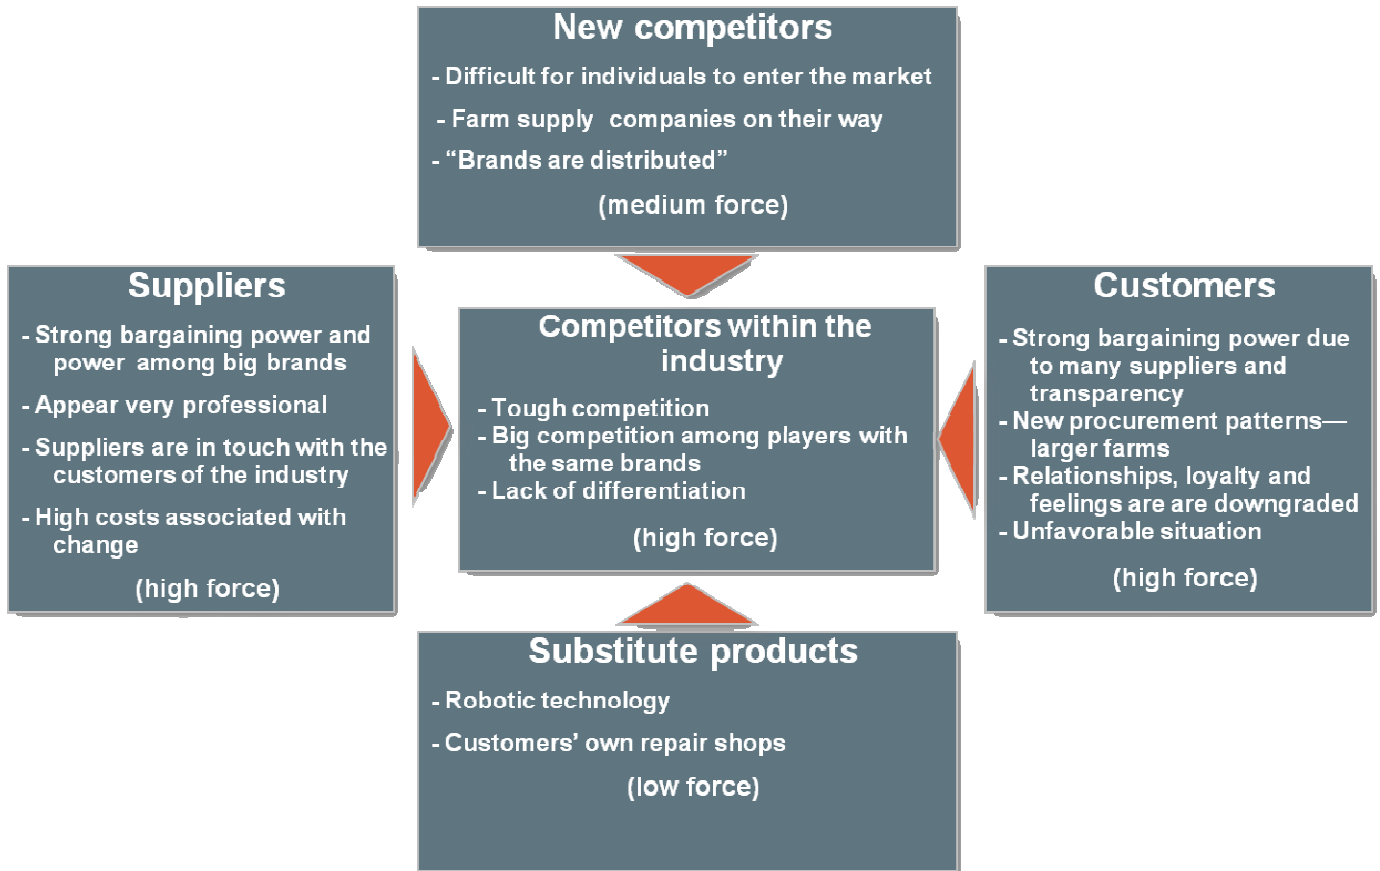 New competitors
- Difficult for individuals to enter the market
- Farm supply companies on their way
- “Brands are distributed”
(medium force)
Suppliers
- Strong bargaining power and
power among big brands
- Appear very professional
- Suppliers are in touch with the
customers of the industry
- High costs associated with
change
(high force)
Competitors within the
industry
- Tough competition
- Big competition among players with
the same brands
- Lack of differentiation
(high force)
Customers
- Strong bargaining power due
to many suppliers and
transparency
- New procurement patterns—
larger farms
- Relationships, loyalty and
feelings are are downgraded
- Unfavorable situation
(high force)
Substitute products
- Robotic technology
- Customers’ own repair shops
(low force)